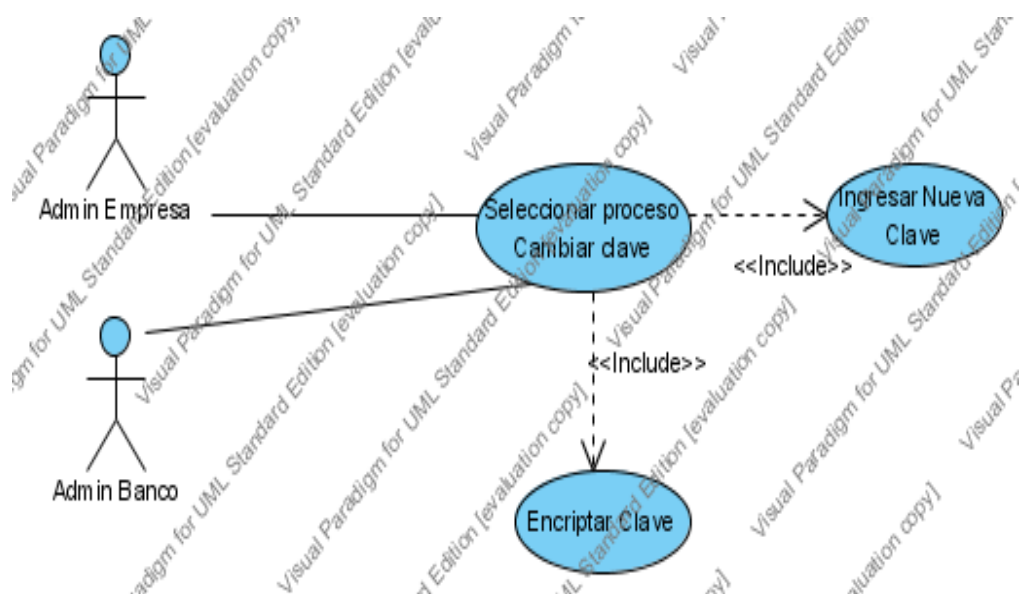 Admin Empresa
Seleccionar proceso
Cambiar clave
Ingresar Nueva
Clave
<<Include>>
<<Include>>
Admin Banco
Encriptar Clave
Visual Paradigm for UML Standard Edition [evaluation copy]